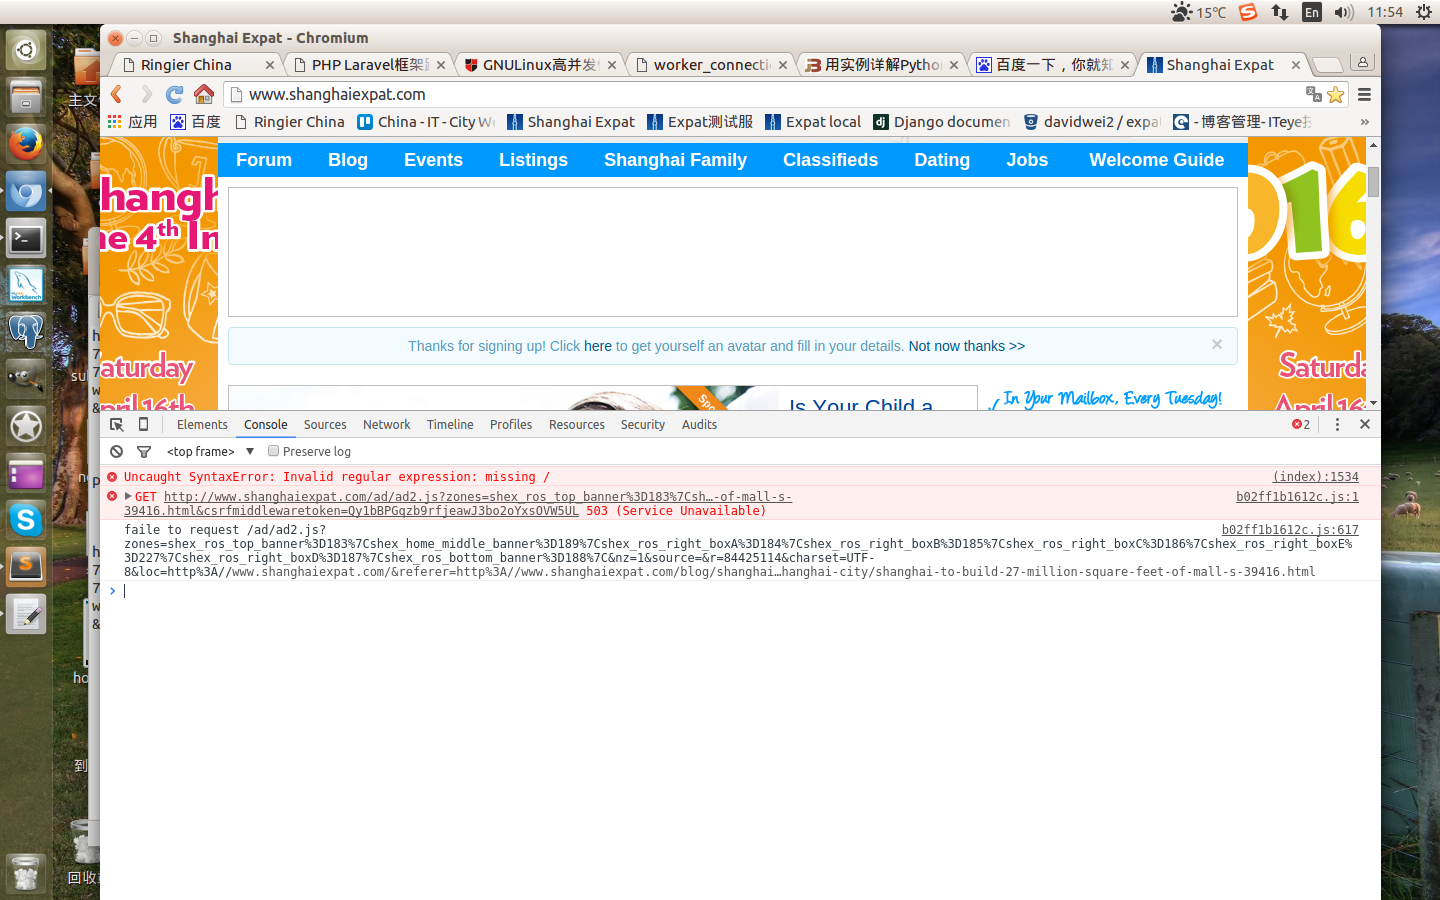 15℃ En 11:54
Shanghai Expat - Chromium
Ringier China
PHP Laravel框架
GNULinux高并发
worker_connecti
用实例详解Python
百度一下，你就知
Shanghai Expat
www.shanghaiexpat.com
应用 百度 Ringier China China - IT - City W Shanghai Expat Expat测试服 Expat local Django documen davidwei2 / expa - 博客管理- ITeye
Forum Blog Events Listings Shanghai Family Classifieds Dating Jobs Welcome Guide
hangh
ne 4th In
aturday
pril 16th
016
Saturda
April 16
Thanks for signing up! Click here to get yourself an avatar and fill in your details. Not now thanks >> ×
Spo
Is Your Child a
In Your Mailbox, Every Tuesday!
Elements Console Sources Network Timeline Profiles Resources Security Audits 2
<top frame> ▼ Preserve log
Uncaught SyntaxError: Invalid regular expression: missing / (index):1534
GET http://www.shanghaiexpat.com/ad/ad2.js?zones=shex_ros_top_banner%3D183%7Csh…-of-mall-s- b02ff1b1612c.js:1
39416.html&csrfmiddlewaretoken=Qy1bBPGqzb9rfjeawJ3bo2oYxsOVW5UL 503 (Service Unavailable)
faile to request /ad/ad2.js? b02ff1b1612c.js:617
zones=shex_ros_top_banner%3D183%7Cshex_home_middle_banner%3D189%7Cshex_ros_right_boxA%3D184%7Cshex_ros_right_boxB%3D185%7Cshex_ros_right_boxC%3D186%7Cshex_ros_right_boxE%
3D227%7Cshex_ros_right_boxD%3D187%7Cshex_ros_bottom_banner%3D188%7C&nz=1&source=&r=84425114&charset=UTF-
8&loc=http%3A//www.shanghaiexpat.com/&referer=http%3A//www.shanghaiexpat.com/blog/shanghai…hanghai-city/shanghai-to-build-27-million-square-feet-of-mall-s-39416.html
>
主文
su
ho
到
回收
Workbench